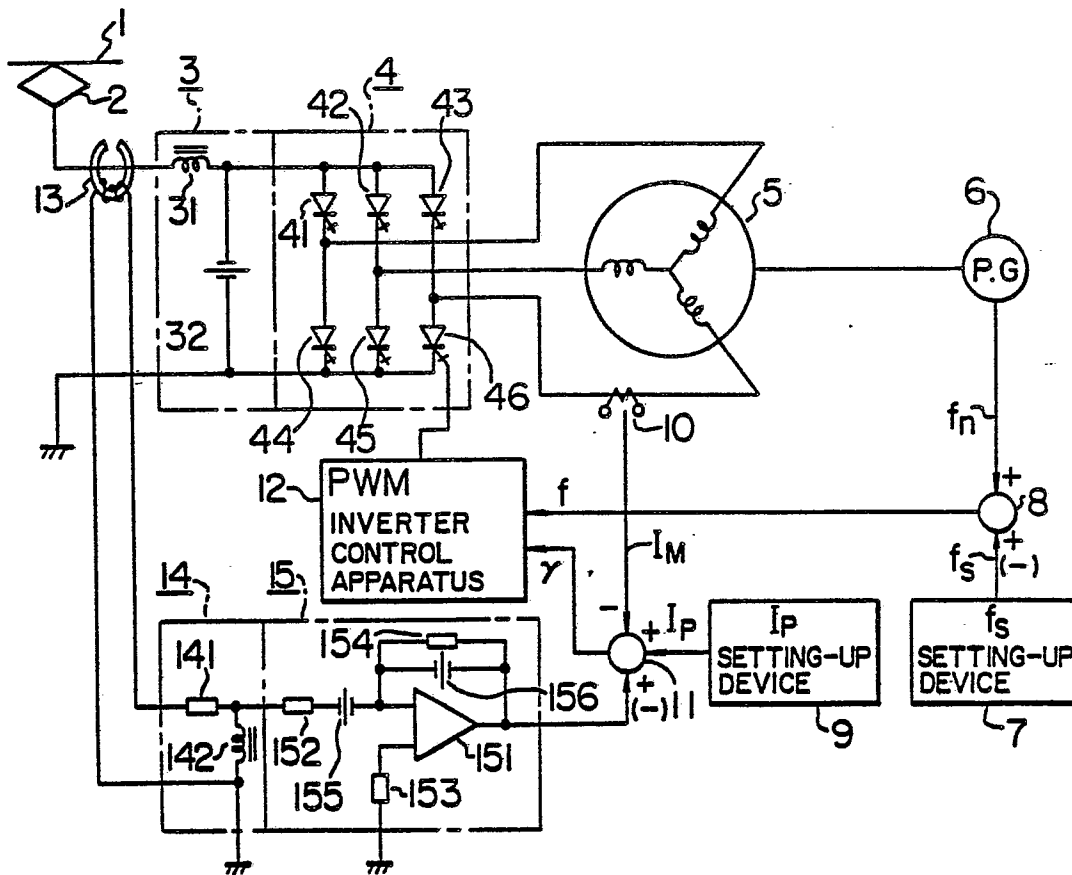 1
2
3
4
42
43
13
31
41
5
6
P.G
32
44
45
46
10
fn
12
PWM
INVERTER
CONTROL
APPARATUS
f
γ
IM
+
8
fs
+
(-)
-
+
IP
+
(-)
11
IP
SETTING-UP
DEVICE
9
fs
SETTING-UP
DEVICE
7
14
15
141
142
152
155
154
156
151
153